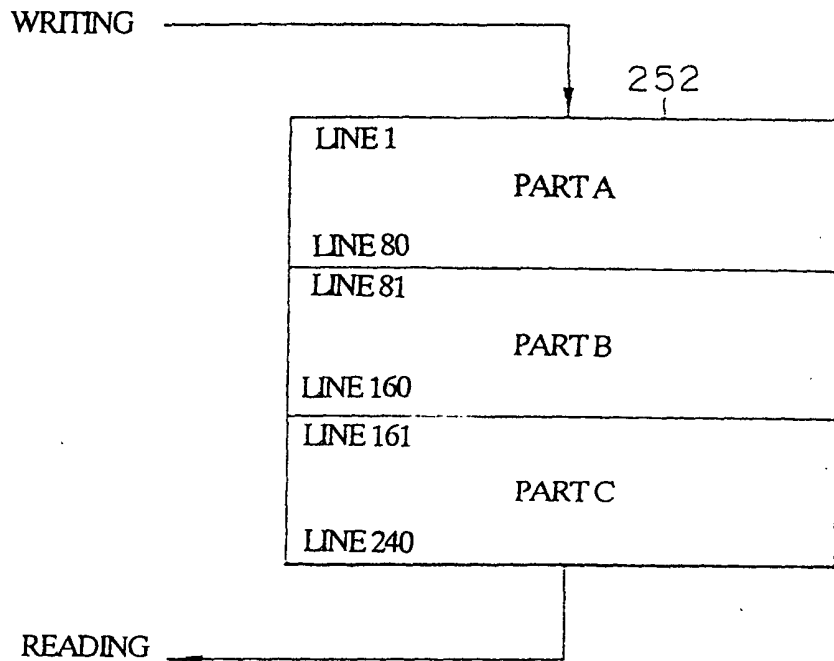 WRITING
252
LINE 1
PART A
LINE 80
LINE 81
PART B
LINE 160
LINE 161
PART C
LINE 240
READING